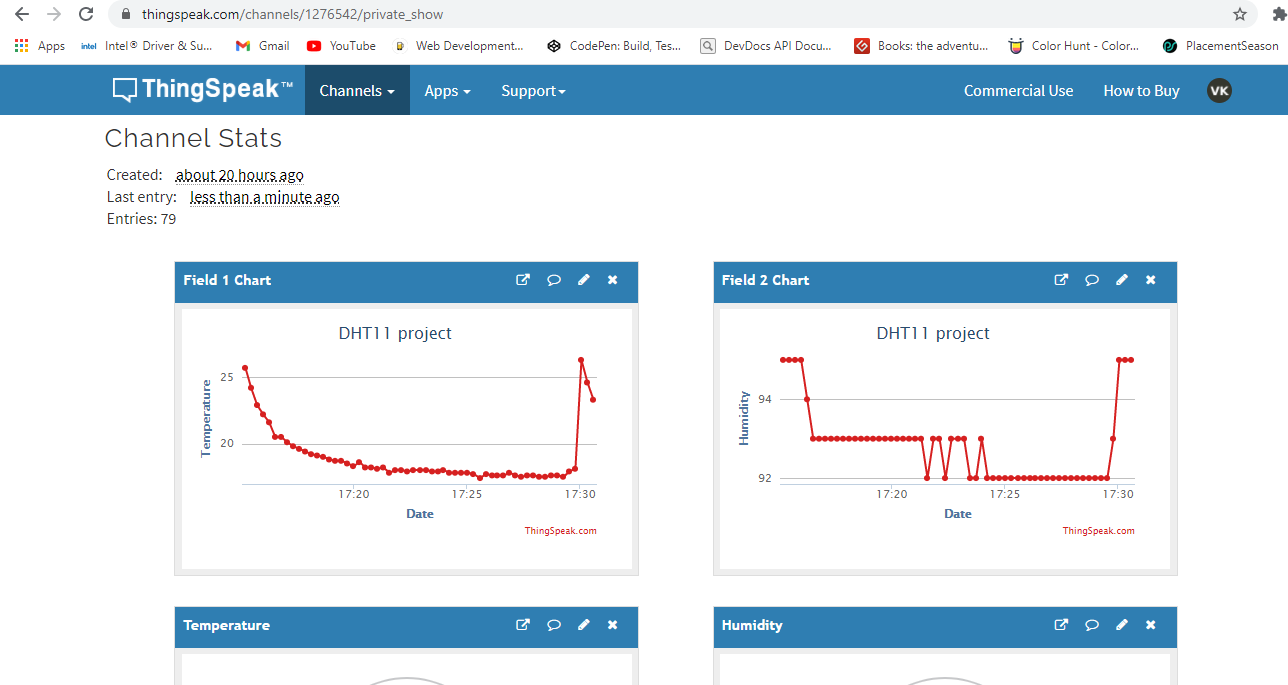 thingspeak.com/channels/1276542/private_show
Apps intel Intel® Driver & Su... Gmail YouTube Web Development... CodePen: Build, Tes... DevDocs API Docu... Books: the adventu... Color Hunt - Color... PlacementSeason
ThingSpeak™ Channels Apps Support Commercial Use How to Buy VK
Channel Stats
Created: about 20 hours ago
Last entry: less than a minute ago
Entries: 79
Field 1 Chart
DHT11 project
Temperature
25
20
17:20 17:25 17:30
Date
ThingSpeak.com
Field 2 Chart
DHT11 project
Humidity
94
92
17:20 17:25 17:30
Date
ThingSpeak.com
Temperature
Humidity